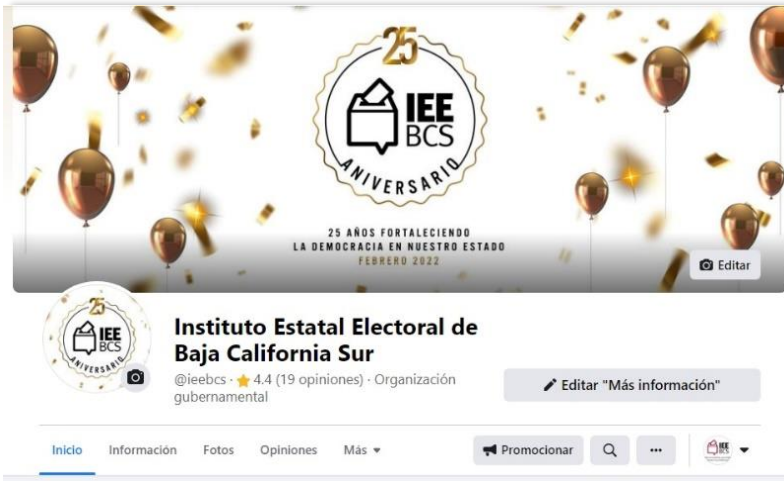 25
IEE
BCS
ANIVERSARIO
25 AÑOS FORTALECIENDO
LA DEMOCRACIA EN NUESTRO ESTADO
FEBRERO 2022
Editar
25
IEE
BCS
ANIVERSARIO
Instituto Estatal Electoral de
Baja California Sur
@ieebcs · 4.4 (19 opiniones) · Organización
gubernamental
Editar "Más información"
Inicio Información Fotos Opiniones Más Promocionar ...
IEE